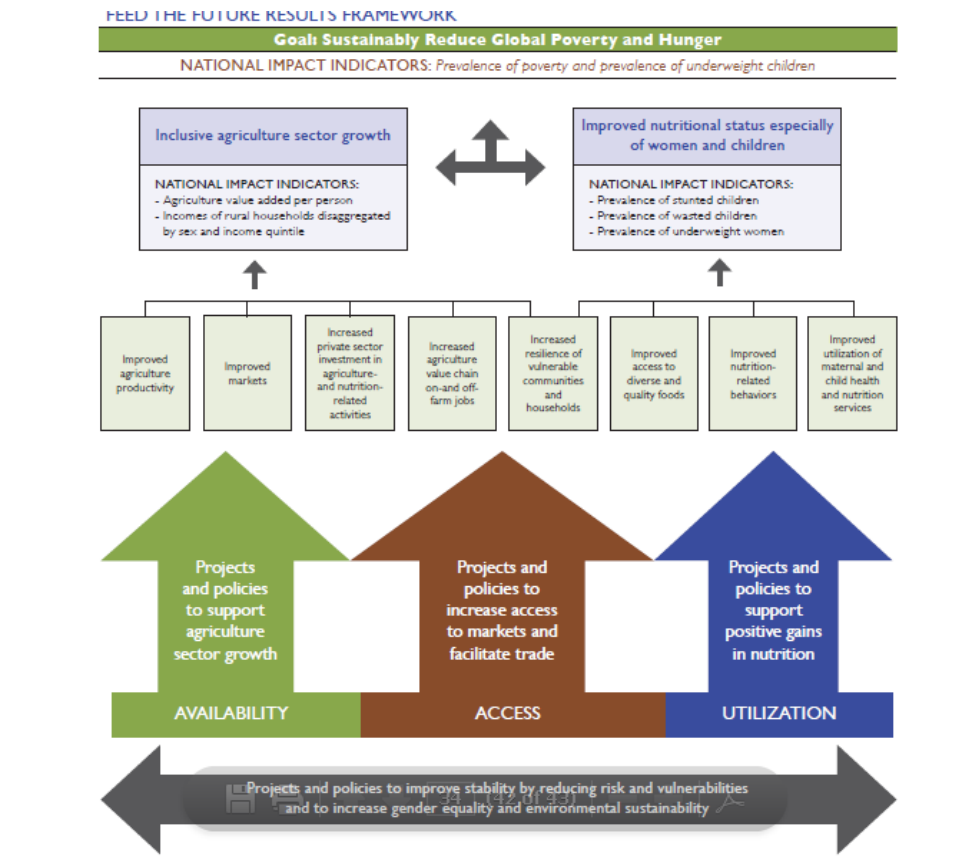 FEED THE FUTURE RESULTS FRAMEWORK
Goal: Sustainably Reduce Global Poverty and Hunger
NATIONAL IMPACT INDICATORS: Prevalence of poverty and prevalence of underweight children
Inclusive agriculture sector growth
NATIONAL IMPACT INDICATORS:
- Agriculture value added per person
- Incomes of rural households disaggregated
by sex and income quintile
Improved nutritional status especially
of women and children
NATIONAL IMPACT INDICATORS:
- Prevalence of stunted children
- Prevalence of wasted children
- Prevalence of underweight women
Improved
agriculture
productivity
Improved
markets
Increased
private sector
investment in
agriculture-
and nutrition-
related
activities
Increased
agriculture
value chain
on-and off-
farm jobs
Increased
resilience of
vulnerable
communities
and
households
Improved
access to
diverse and
quality foods
Improved
nutrition-
related
behaviors
Improved
utilization of
maternal and
child health
and nutrition
services
Projects
and policies
to support
agriculture
sector growth
Projects and
policies to
increase access
to markets and
facilitate trade
Projects and
policies to
support
positive gains
in nutrition
AVAILABILITY
ACCESS
UTILIZATION
Projects and policies to improve stability by reducing risk and vulnerabilities
and to increase gender equality and environmental sustainability
34 (42 of 43)